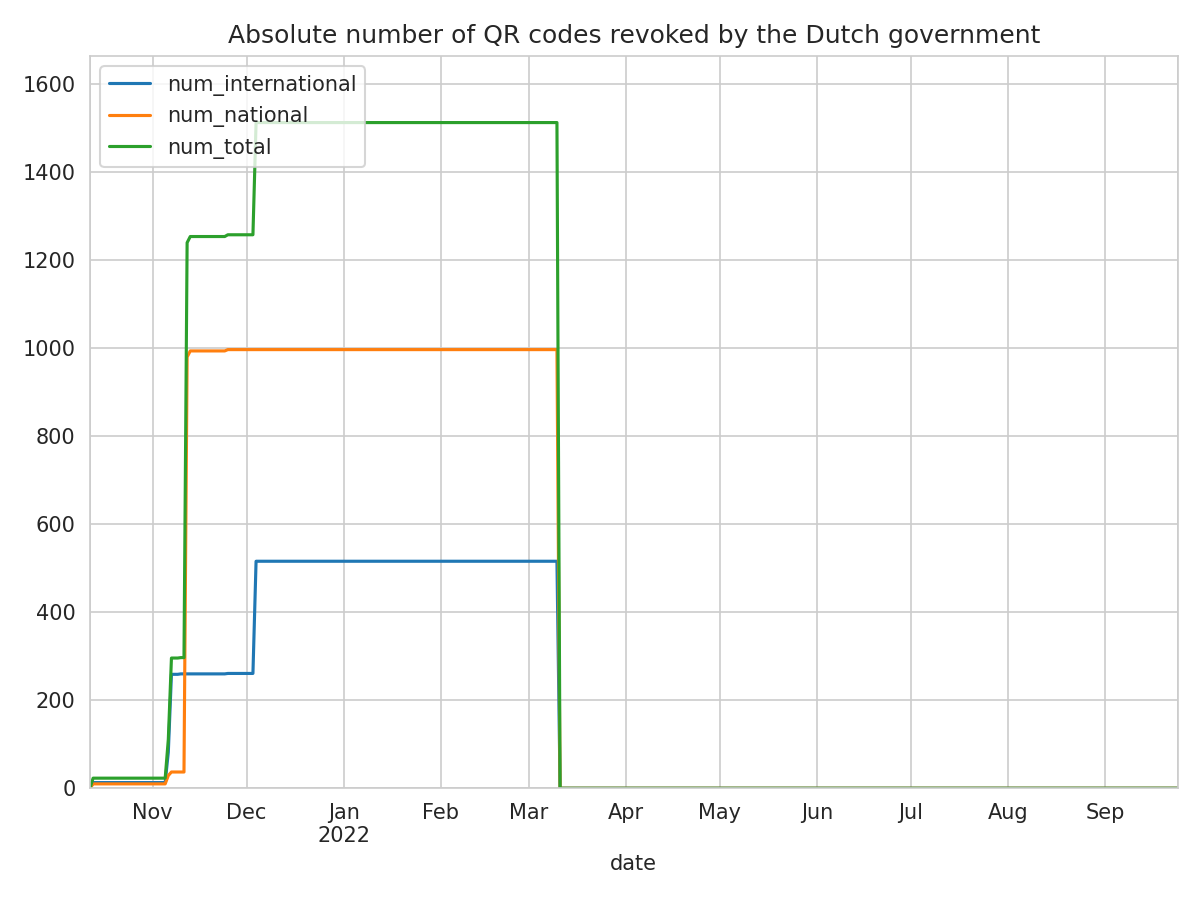 Absolute number of QR codes revoked by the Dutch government
num_international
num_national
num_total
1600
1400
1200
1000
800
600
400
200
0
Nov Dec Jan Feb Mar Apr May Jun Jul Aug Sep
2022
date